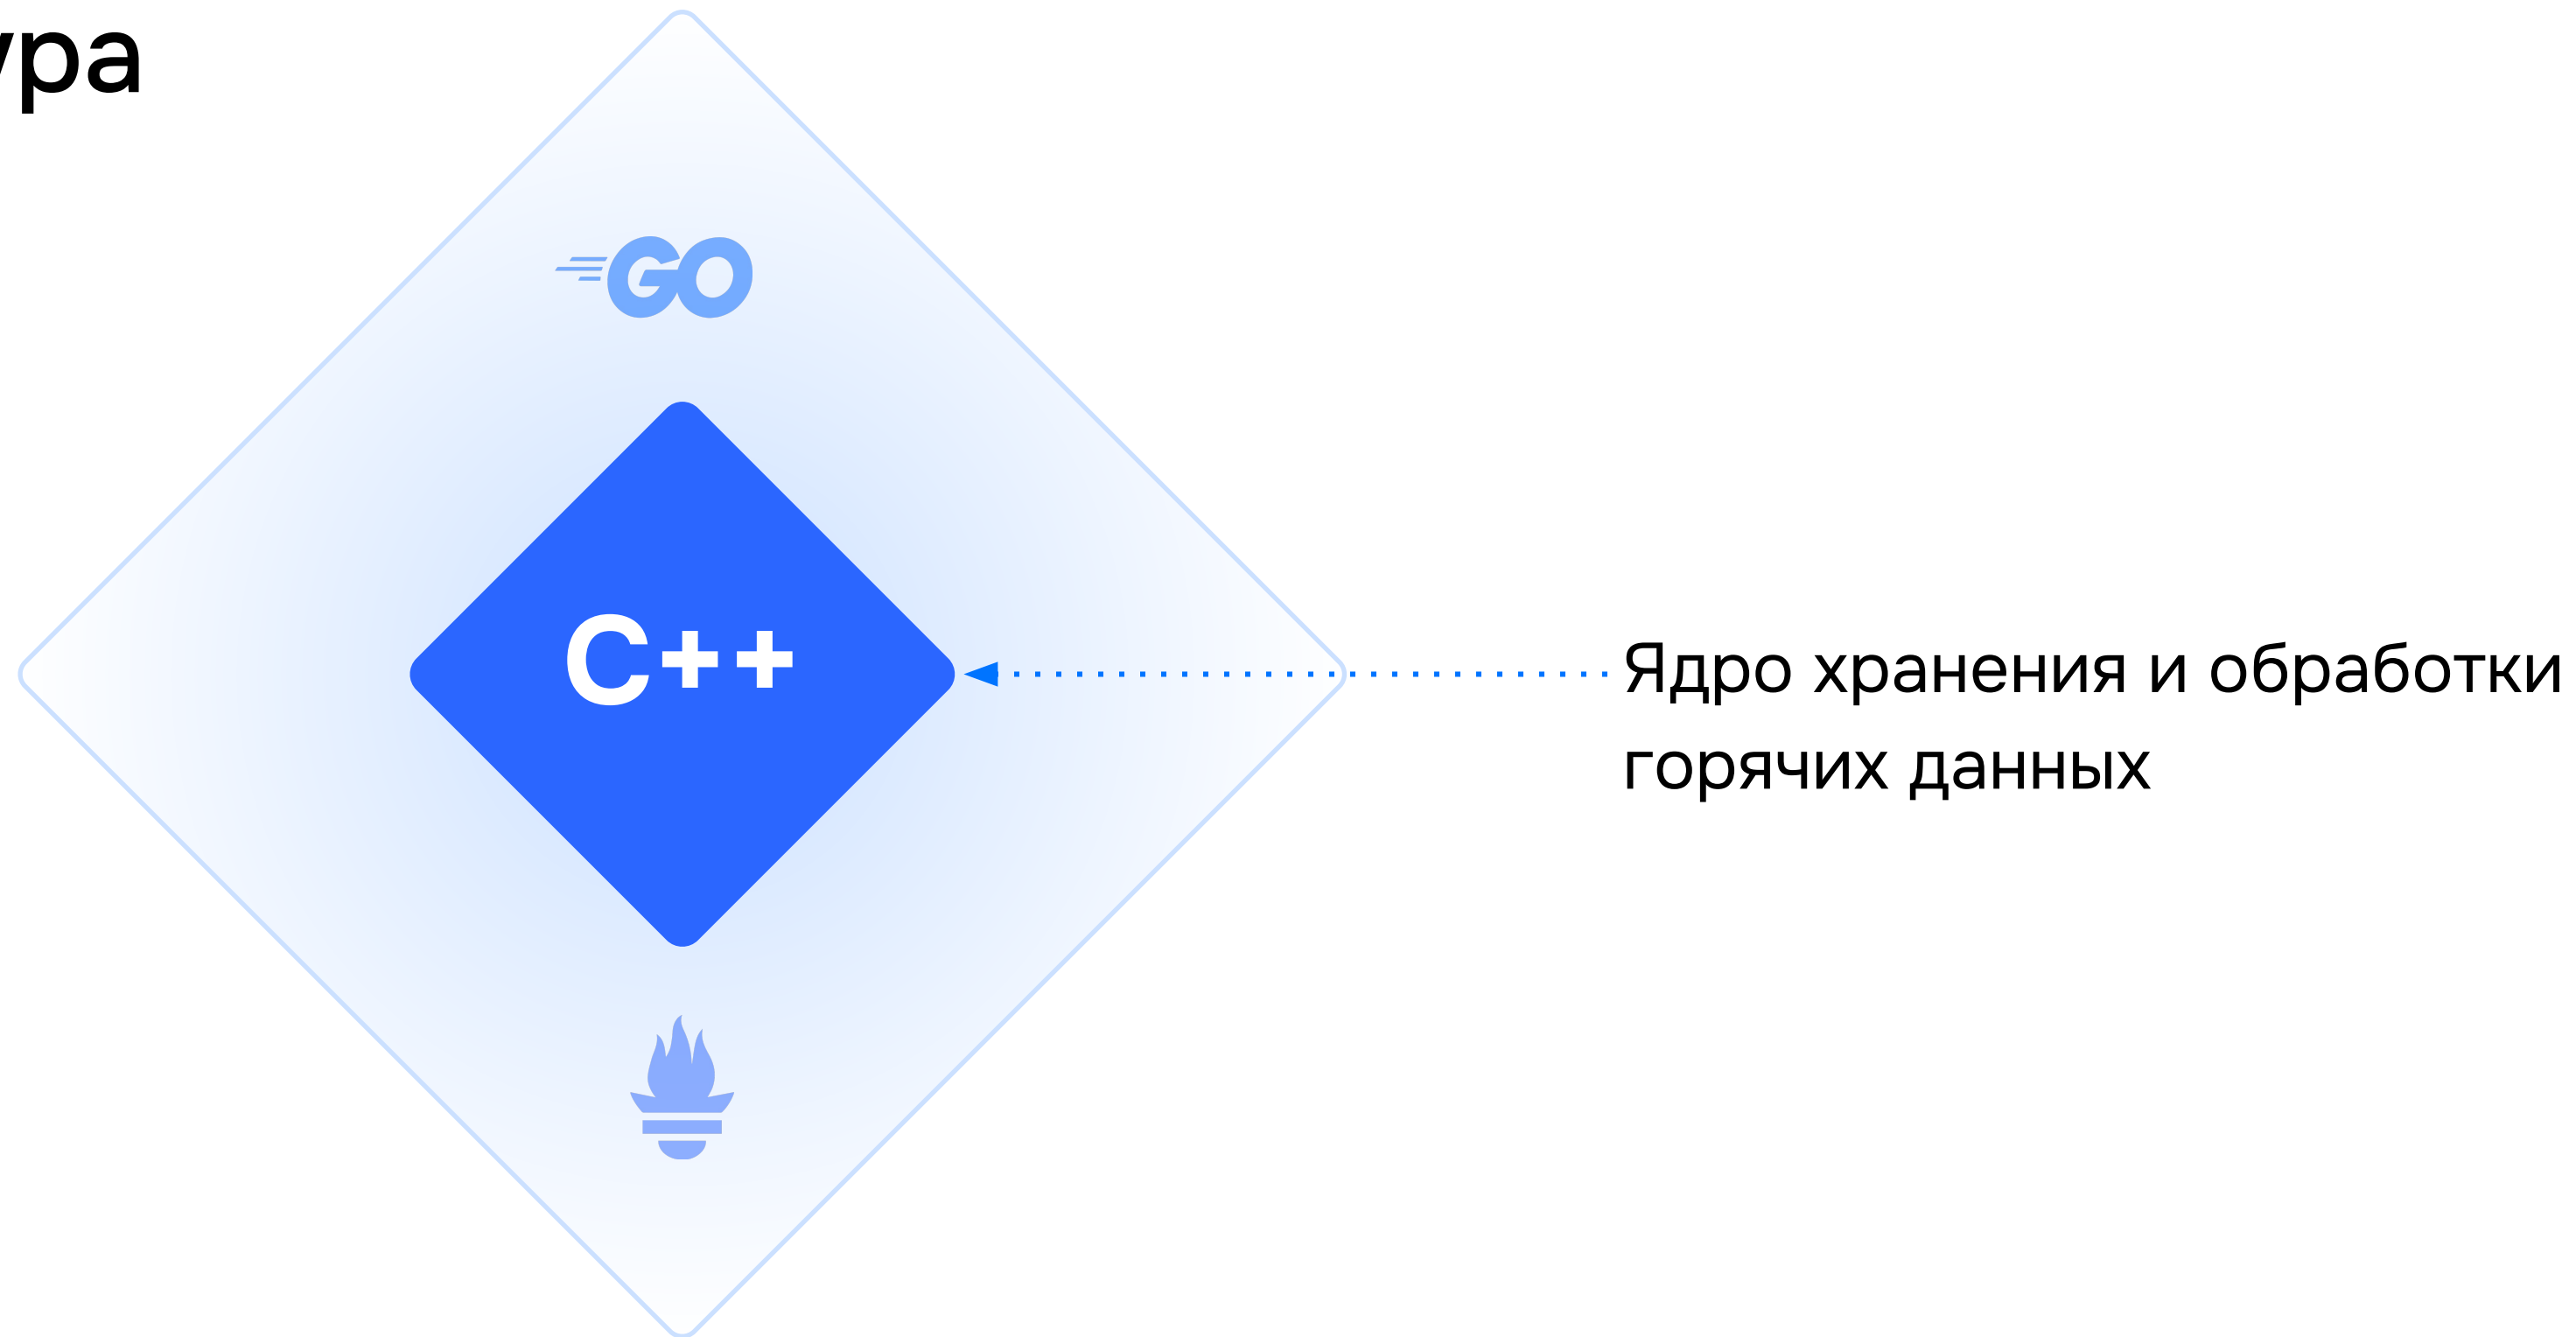 ура
GO
C++
Ядро хранения и обработки
горячих данных